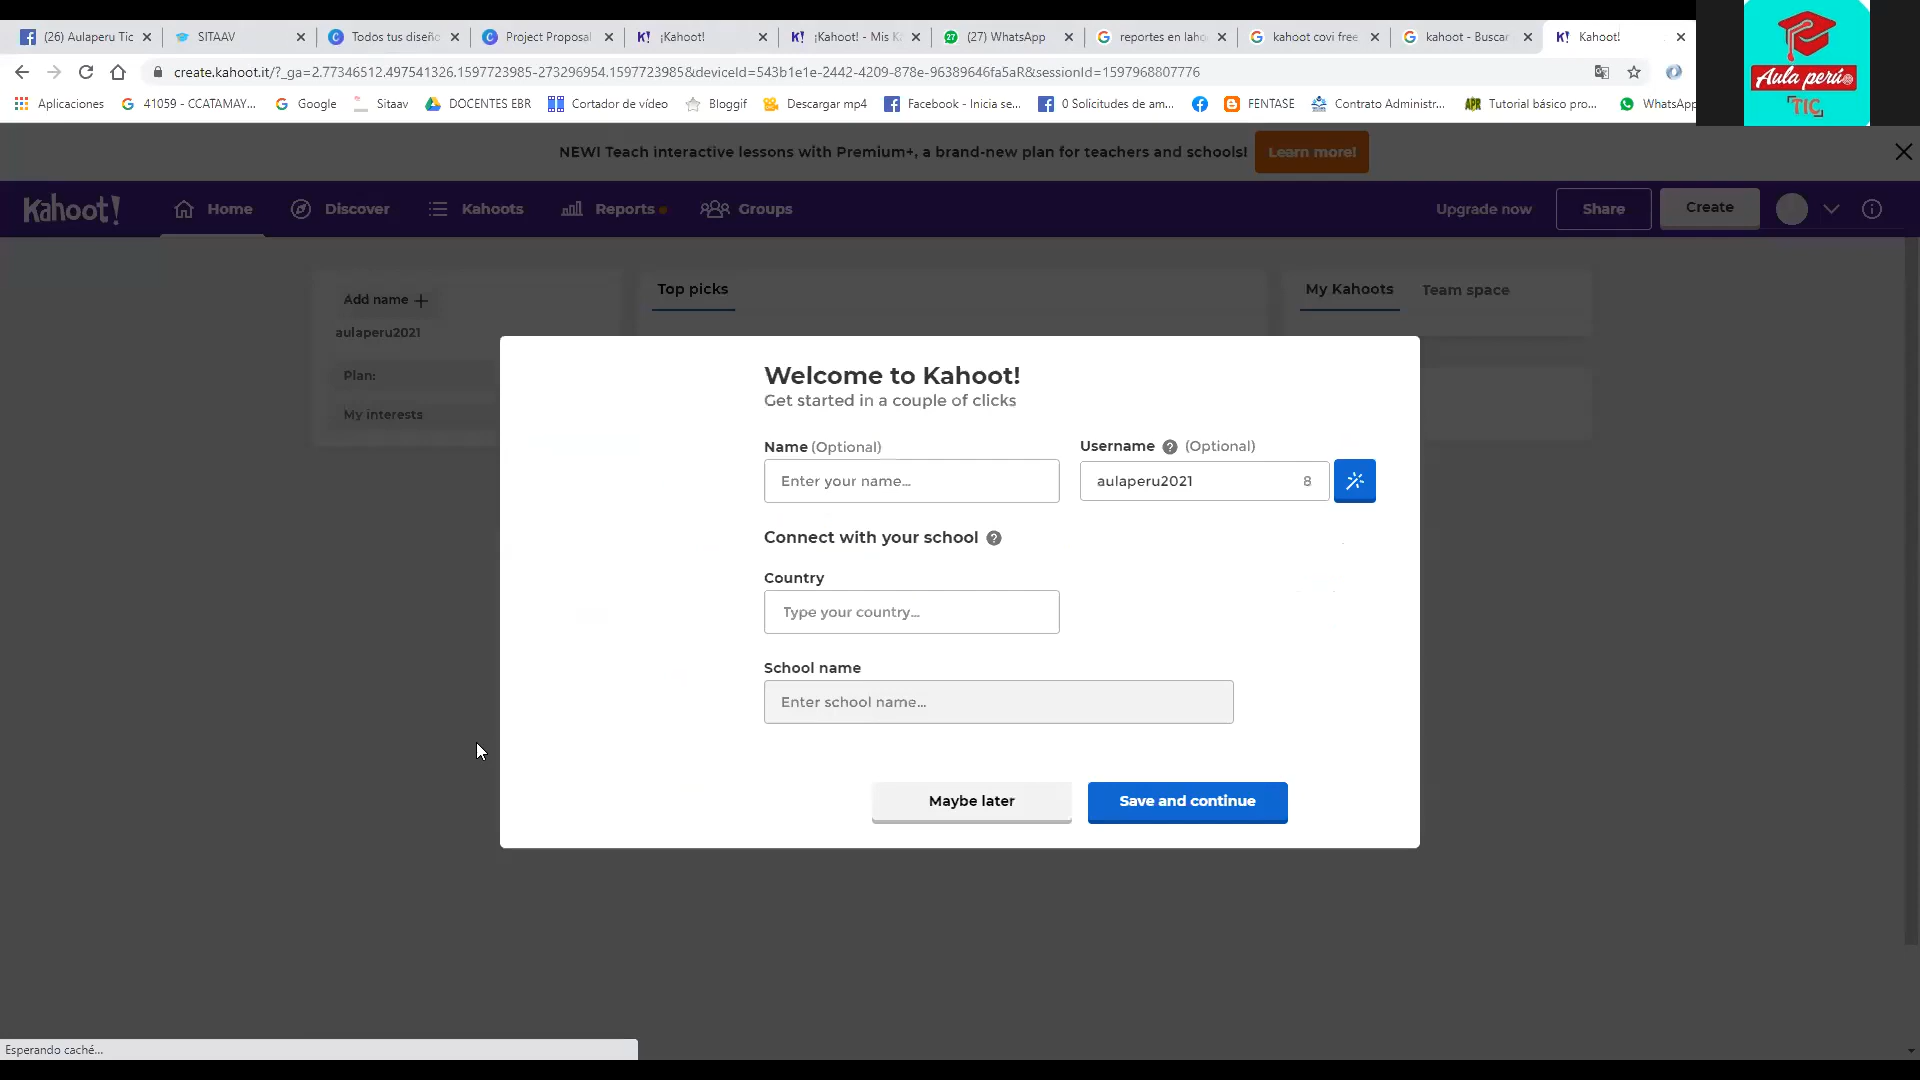 (26) Aulaperu Tic
SITAAV
Todos tus diseño
Project Proposal
¡Kahoot!
¡Kahoot! - Mis K
(27) WhatsApp
reportes en laho
kahoot covi free
kahoot - Buscar
Kahoot!
create.kahoot.it/?_ga=2.77346512.497541326.1597723985-273296954.1597723985&deviceId=543b1e1e-2442-4209-878e-96389646fa5aR&sessionId=1597968807776
Aplicaciones
41059 - CCATAMAY...
Google
Sitaav
DOCENTES EBR
Cortador de vídeo
Bloggif
Descargar mp4
Facebook - Inicia se...
0 Solicitudes de am...
FENTASE
Contrato Administr...
Tutorial básico pro...
WhatsApp
Aula perú
TIC
NEW! Teach interactive lessons with Premium+, a brand-new plan for teachers and schools!
Learn more!
Kahoot!
Home
Discover
Kahoots
Reports
Groups
Upgrade now
Share
Create
Add name
aulaperu2021
Plan:
My interests
Top picks
My Kahoots
Team space
Welcome to Kahoot!
Get started in a couple of clicks
Name (Optional)
Enter your name...
Username ? (Optional)
aulaperu2021 8
Connect with your school ?
Country
Type your country...
School name
Enter school name...
Maybe later
Save and continue
Esperando caché...